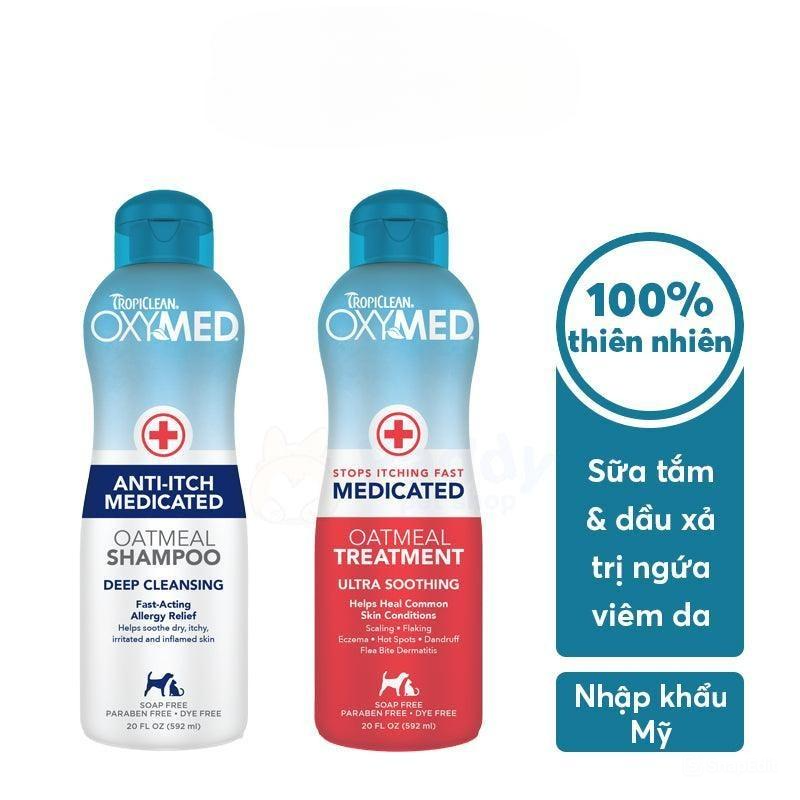 TROPICLEAN®
OXYMED®
ANTI-ITCH
MEDICATED
OATMEAL
SHAMPOO
DEEP CLEANSING
Fast-Acting
Allergy Relief
Helps soothe dry, itchy,
irritated and inflamed skin
SOAP FREE
PARABEN FREE • DYE FREE
20 FL OZ (592 ml)
TROPICLEAN®
OXYMED®
STOPS ITCHING FAST
MEDICATED
OATMEAL
TREATMENT
ULTRA SOOTHING
Helps Heal Common
Skin Conditions
Scaling • Flaking
Eczema • Hot Spots • Dandruff
Flea Bite Dermatitis
SOAP FREE
PARABEN FREE • DYE FREE
20 FL OZ (592 ml)
100%
thiên nhiên
Sữa tắm
& dầu xả
trị ngứa
viêm da
Nhập khẩu
Mỹ